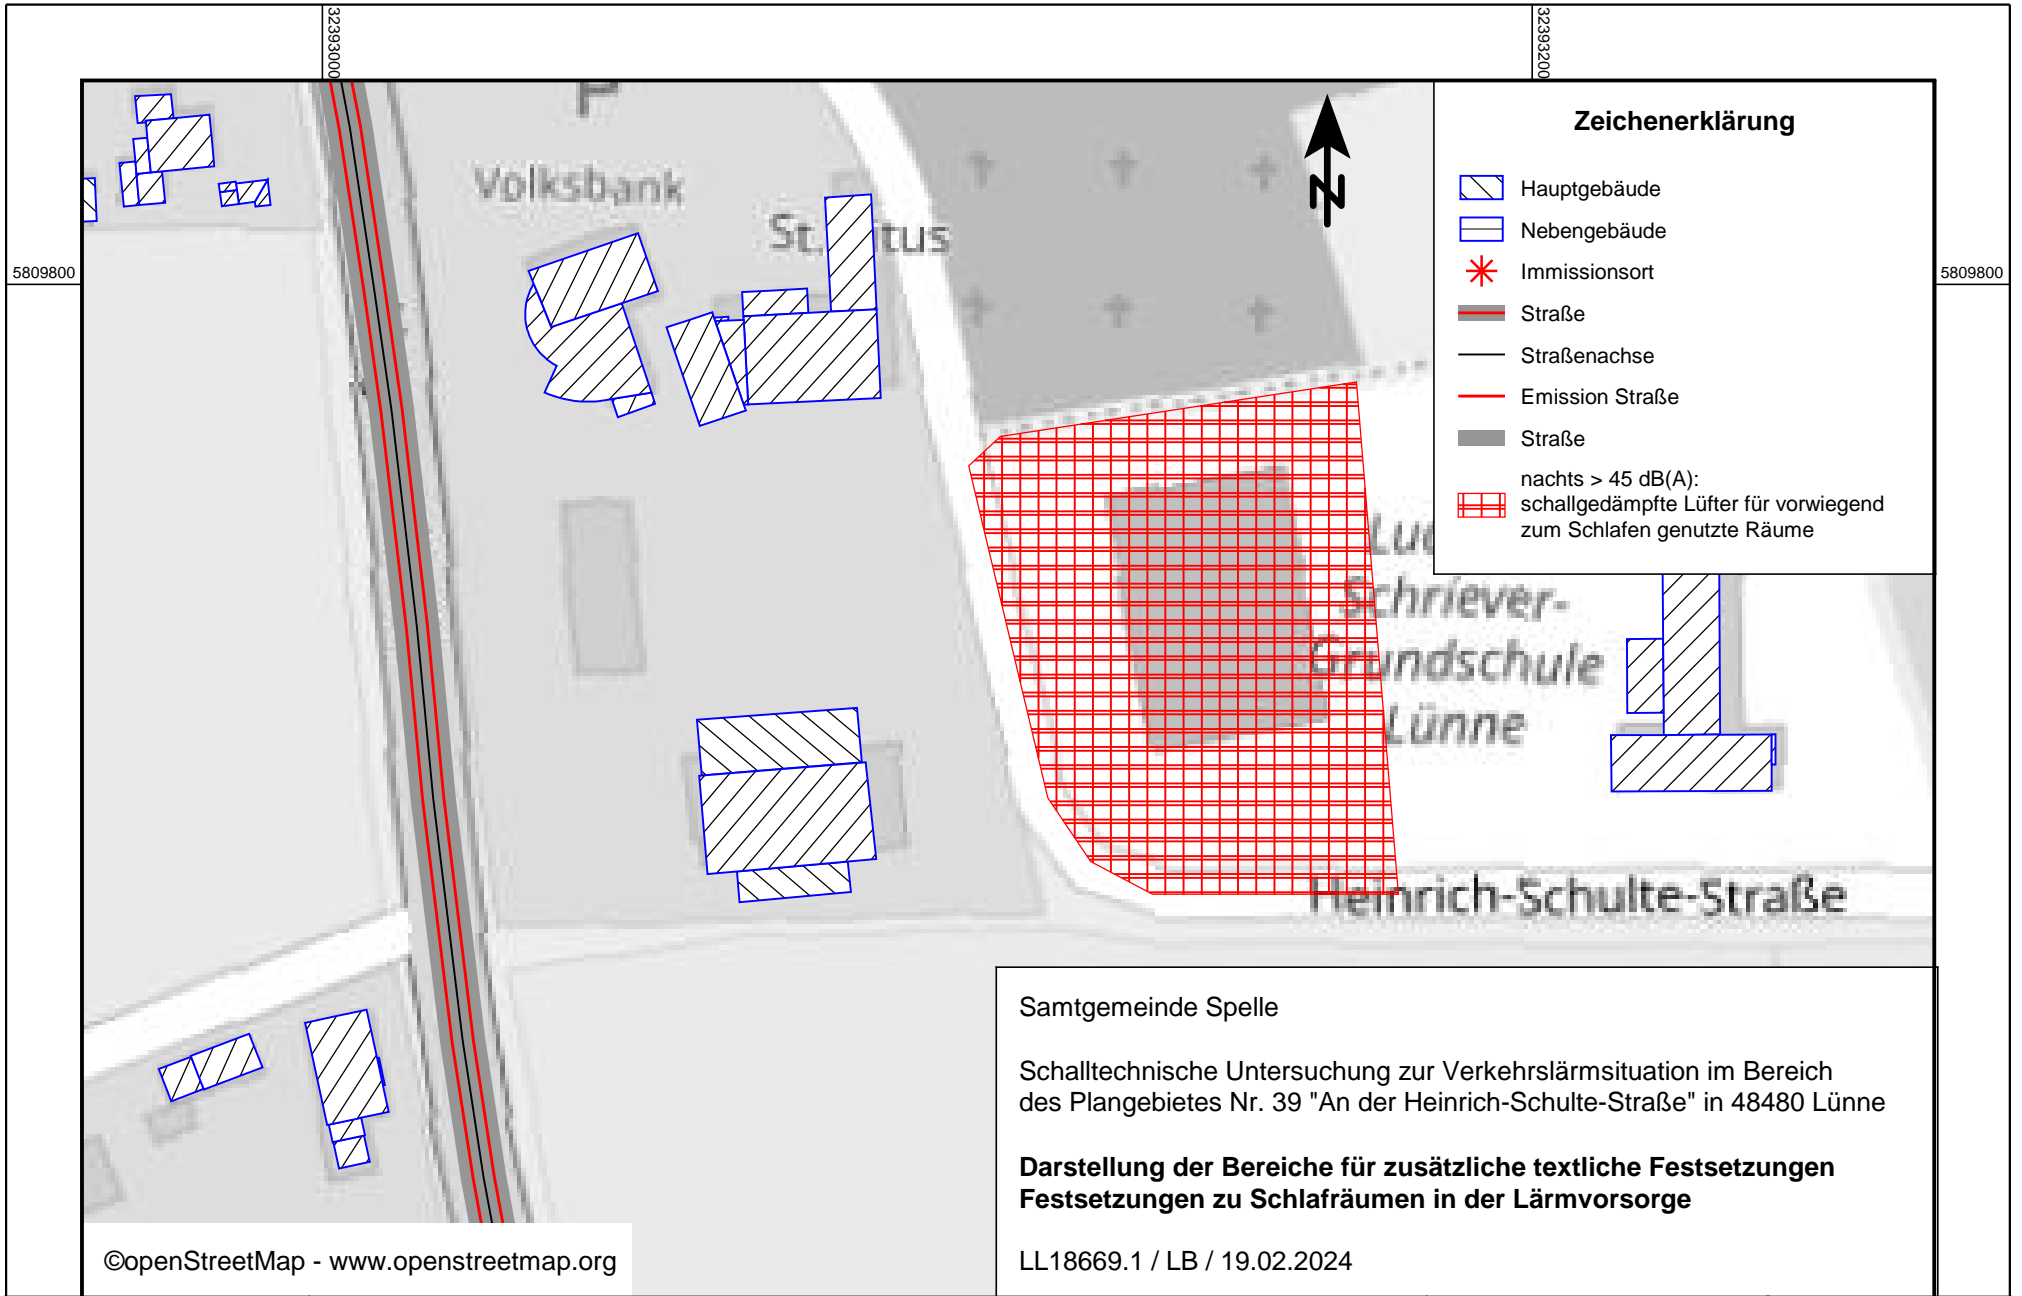 32393000
32393200
5809800
5809800
P
Volksbank
St.
tus
N
Zeichenerklärung
Hauptgebäude
Nebengebäude
Immissionsort
Straße
Straßenachse
Emission Straße
Straße
nachts > 45 dB(A):
schallgedämpfte Lüfter für vorwiegend
zum Schlafen genutzte Räume
Schriever-
Grundschule
Lünne
Heinrich-Schulte-Straße
Samtgemeinde Spelle
Schalltechnische Untersuchung zur Verkehrslärmsituation im Bereich
des Plangebietes Nr. 39 "An der Heinrich-Schulte-Straße" in 48480 Lünne
Darstellung der Bereiche für zusätzliche textliche Festsetzungen
Festsetzungen zu Schlafräumen in der Lärmvorsorge
LL18669.1 / LB / 19.02.2024
©openStreetMap - www.openstreetmap.org